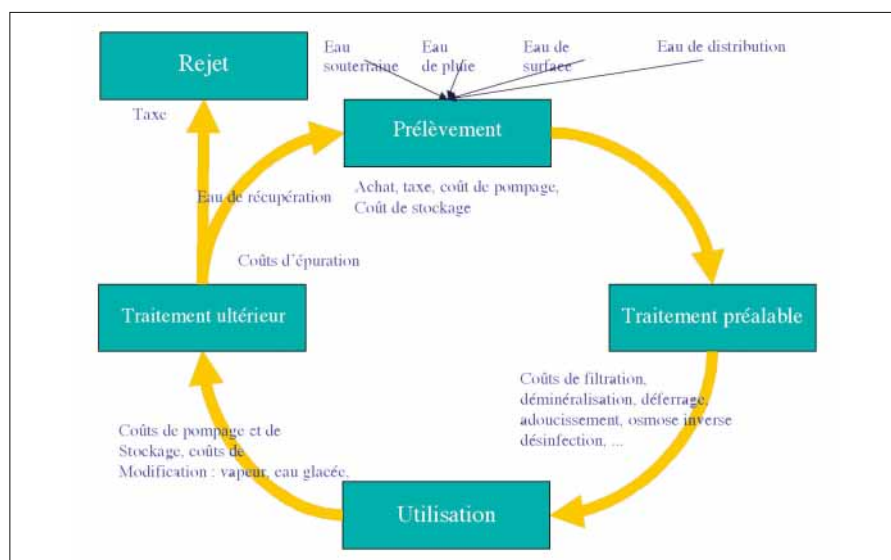 Eau
souterraine
Eau
de pluie
Eau de
surface
Eau de distribution
Rejet
Taxe
Prélèvement
Achat, taxe, coût de pompage,
Coût de stockage
Eau de récupération
Coûts d´épuration
Traitement ultérieur
Traitement préalable
Coûts de filtration,
déminéralisation, déferrage,
adoucissement, osmose inverse
désinfection, ...
Coûts de pompage et de
Stockage, coûts de
Modification : vapeur, eau glacée,
Utilisation